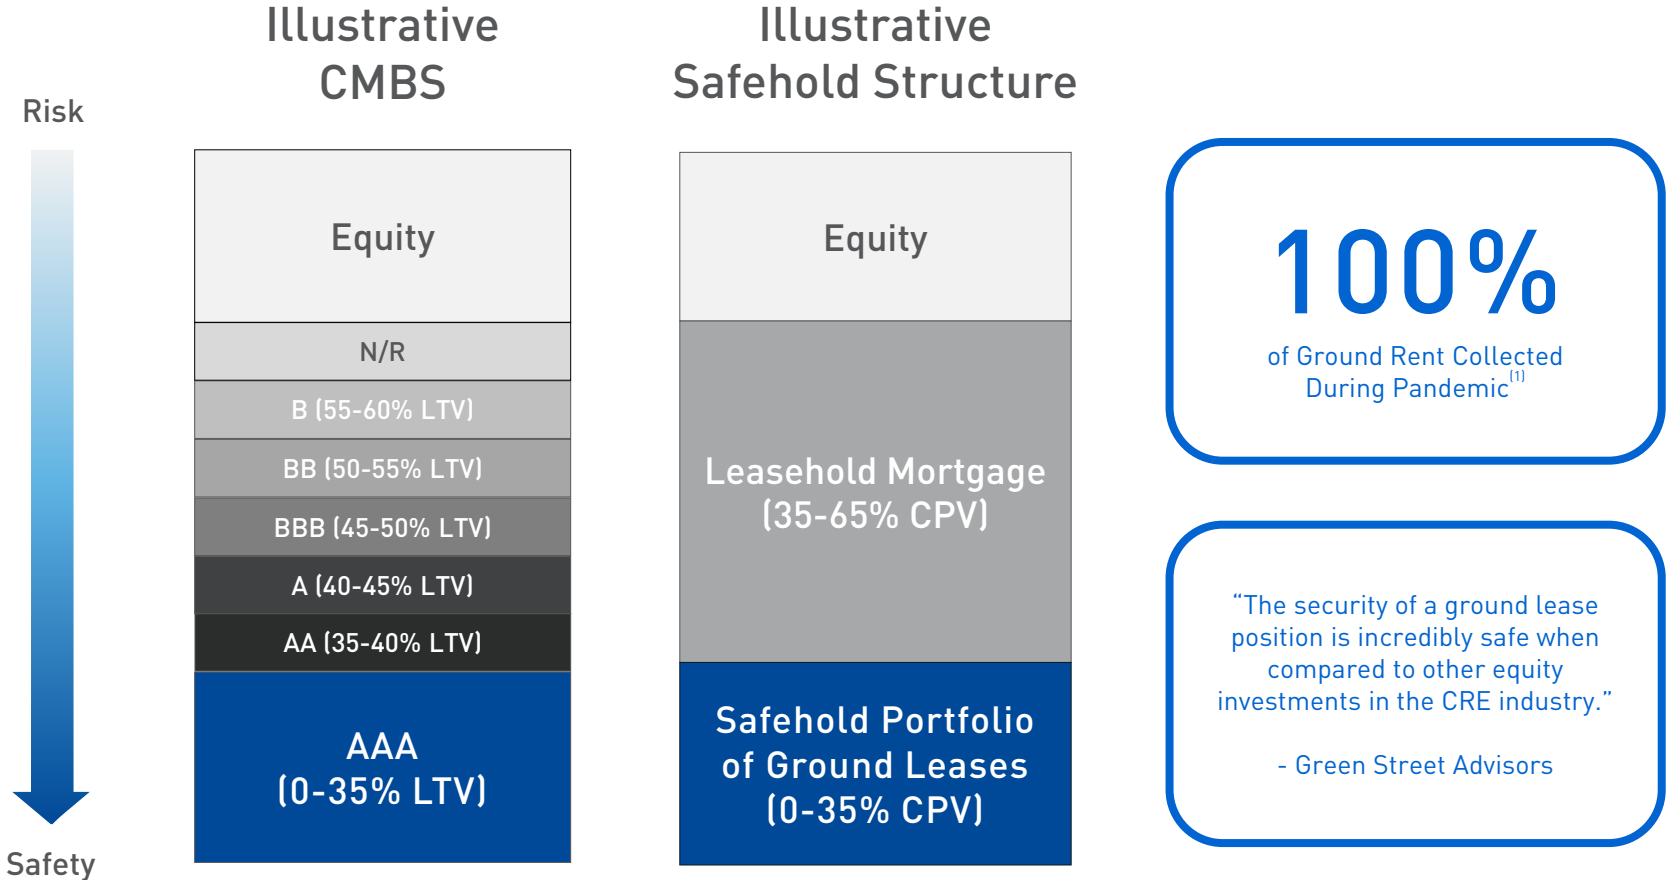 Illustrative
CMBS
Illustrative
Safehold Structure
Risk
Safety
Equity
N/R
B (55-60% LTV)
BB (50-55% LTV)
BBB (45-50% LTV)
A (40-45% LTV)
AA (35-40% LTV)
AAA
(0-35% LTV)
Equity
Leasehold Mortgage
(35-65% CPV)
Safehold Portfolio
of Ground Leases
(0-35% CPV)
100%
of Ground Rent Collected
During Pandemic(1)
“The security of a ground lease
position is incredibly safe when
compared to other equity
investments in the CRE industry.”
- Green Street Advisors